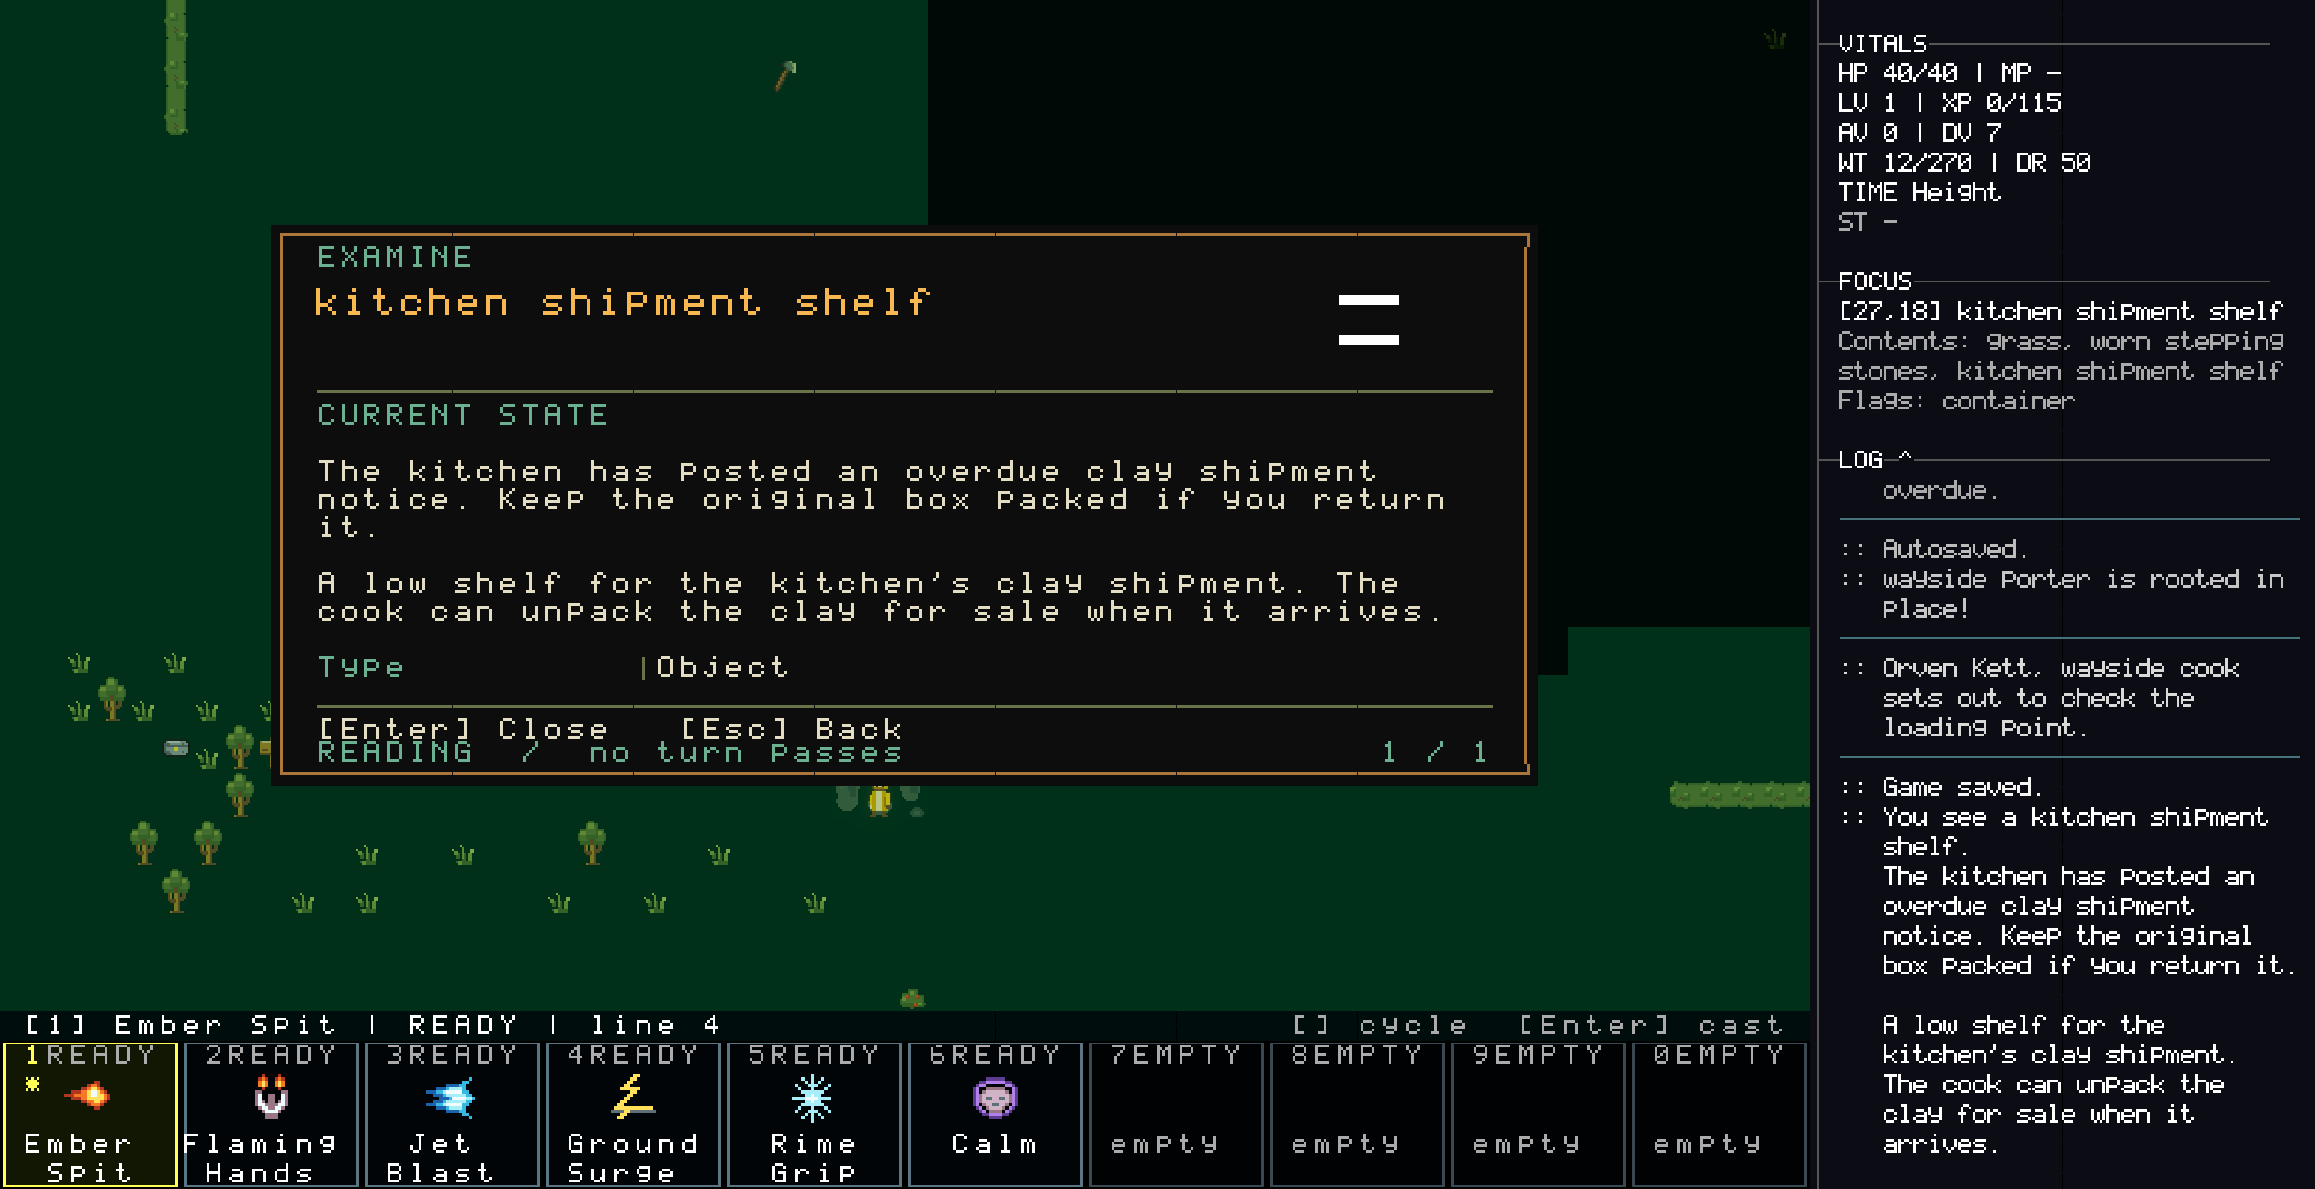 EXAMINE
kitchen shipment shelf
CURRENT STATE
The kitchen has posted an overdue clay shipment
notice. Keep the original box packed if you return
it.
A low shelf for the kitchen's clay shipment. The
cook can unpack the clay for sale when it arrives.
Type |Object
[Enter] Close [Esc] Back
READING / no turn passes 1 / 1
[1] Ember Spit | READY | line 4 [] cycle [Enter] cast
1READY 2READY 3READY 4READY 5READY 6READY 7EMPTY 8EMPTY 9EMPTY 0EMPTY
*
Ember Flaming Jet Ground Rime Calm empty empty empty empty
Spit Hands Blast Surge Grip
VITALS
HP 40/40 | MP -
LV 1 | XP 0/115
AV 0 | DV 7
WT 12/270 | DR 50
TIME Height
ST -
FOCUS
[27,18] kitchen shipment shelf
Contents: grass, worn stepping
stones, kitchen shipment shelf
Flags: container
LOG ^
overdue.
:: Autosaved.
:: wayside porter is rooted in
place!
:: Orven Kett, wayside cook
sets out to check the
loading point.
:: Game saved.
:: You see a kitchen shipment
shelf.
The kitchen has posted an
overdue clay shipment
notice. Keep the original
box packed if you return it.
A low shelf for the
kitchen's clay shipment.
The cook can unpack the
clay for sale when it
arrives.